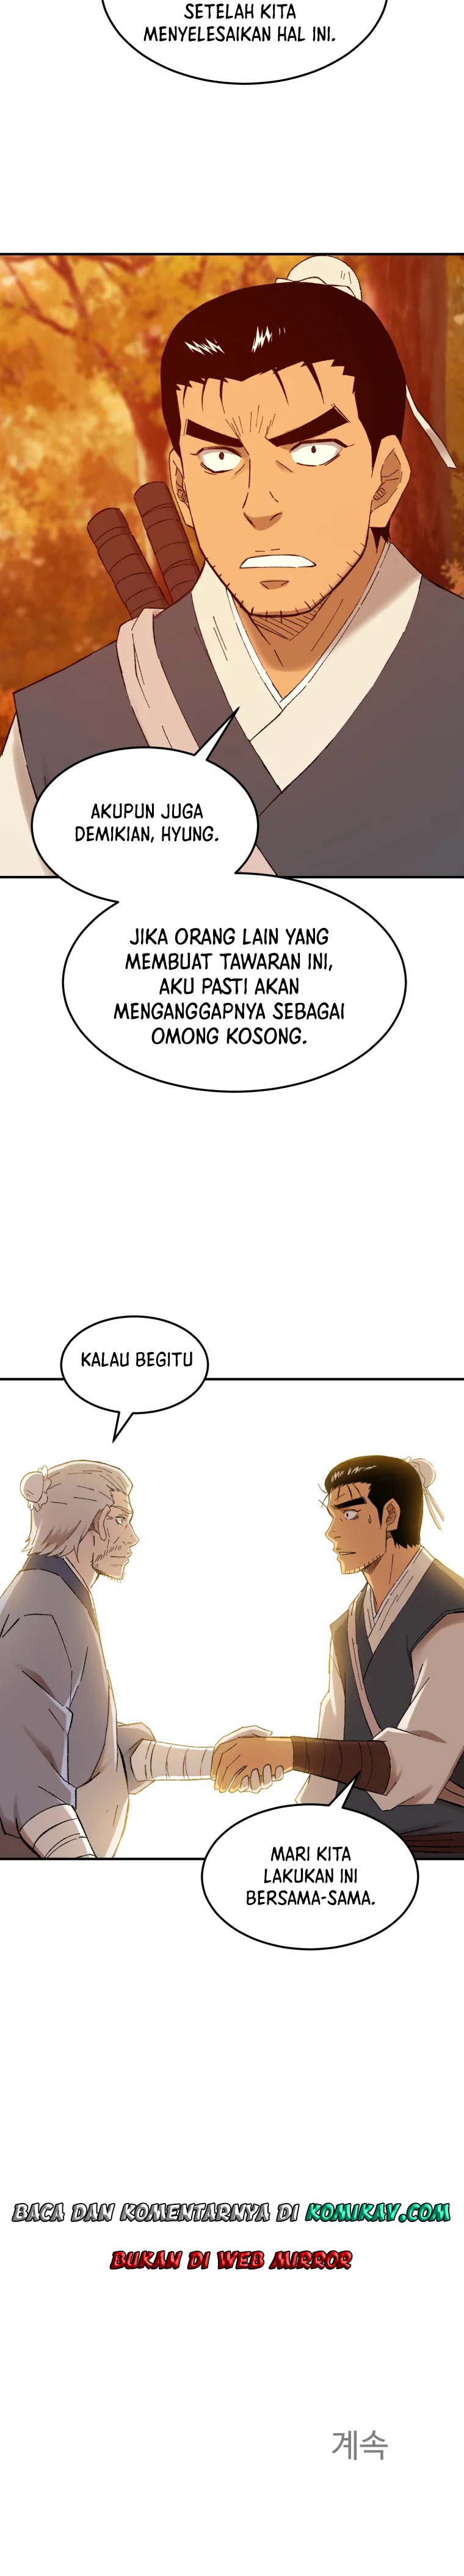 SETELAH KITA
MENYELESAIKAN HAL INI.
AKUPUN JUGA
DEMIKIAN, HYUNG.
JIKA ORANG LAIN YANG
MEMBUAT TAWARAN INI,
AKU PASTI AKAN
MENGANGGAPNYA SEBAGAI
OMONG KOSONG.
KALAU BEGITU
MARI KITA
LAKUKAN INI
BERSAMA-SAMA.
BACA DAN KOMENTARNYA DI KOMIKAV.COM
BUKAN DI WEB MIRROR
계속